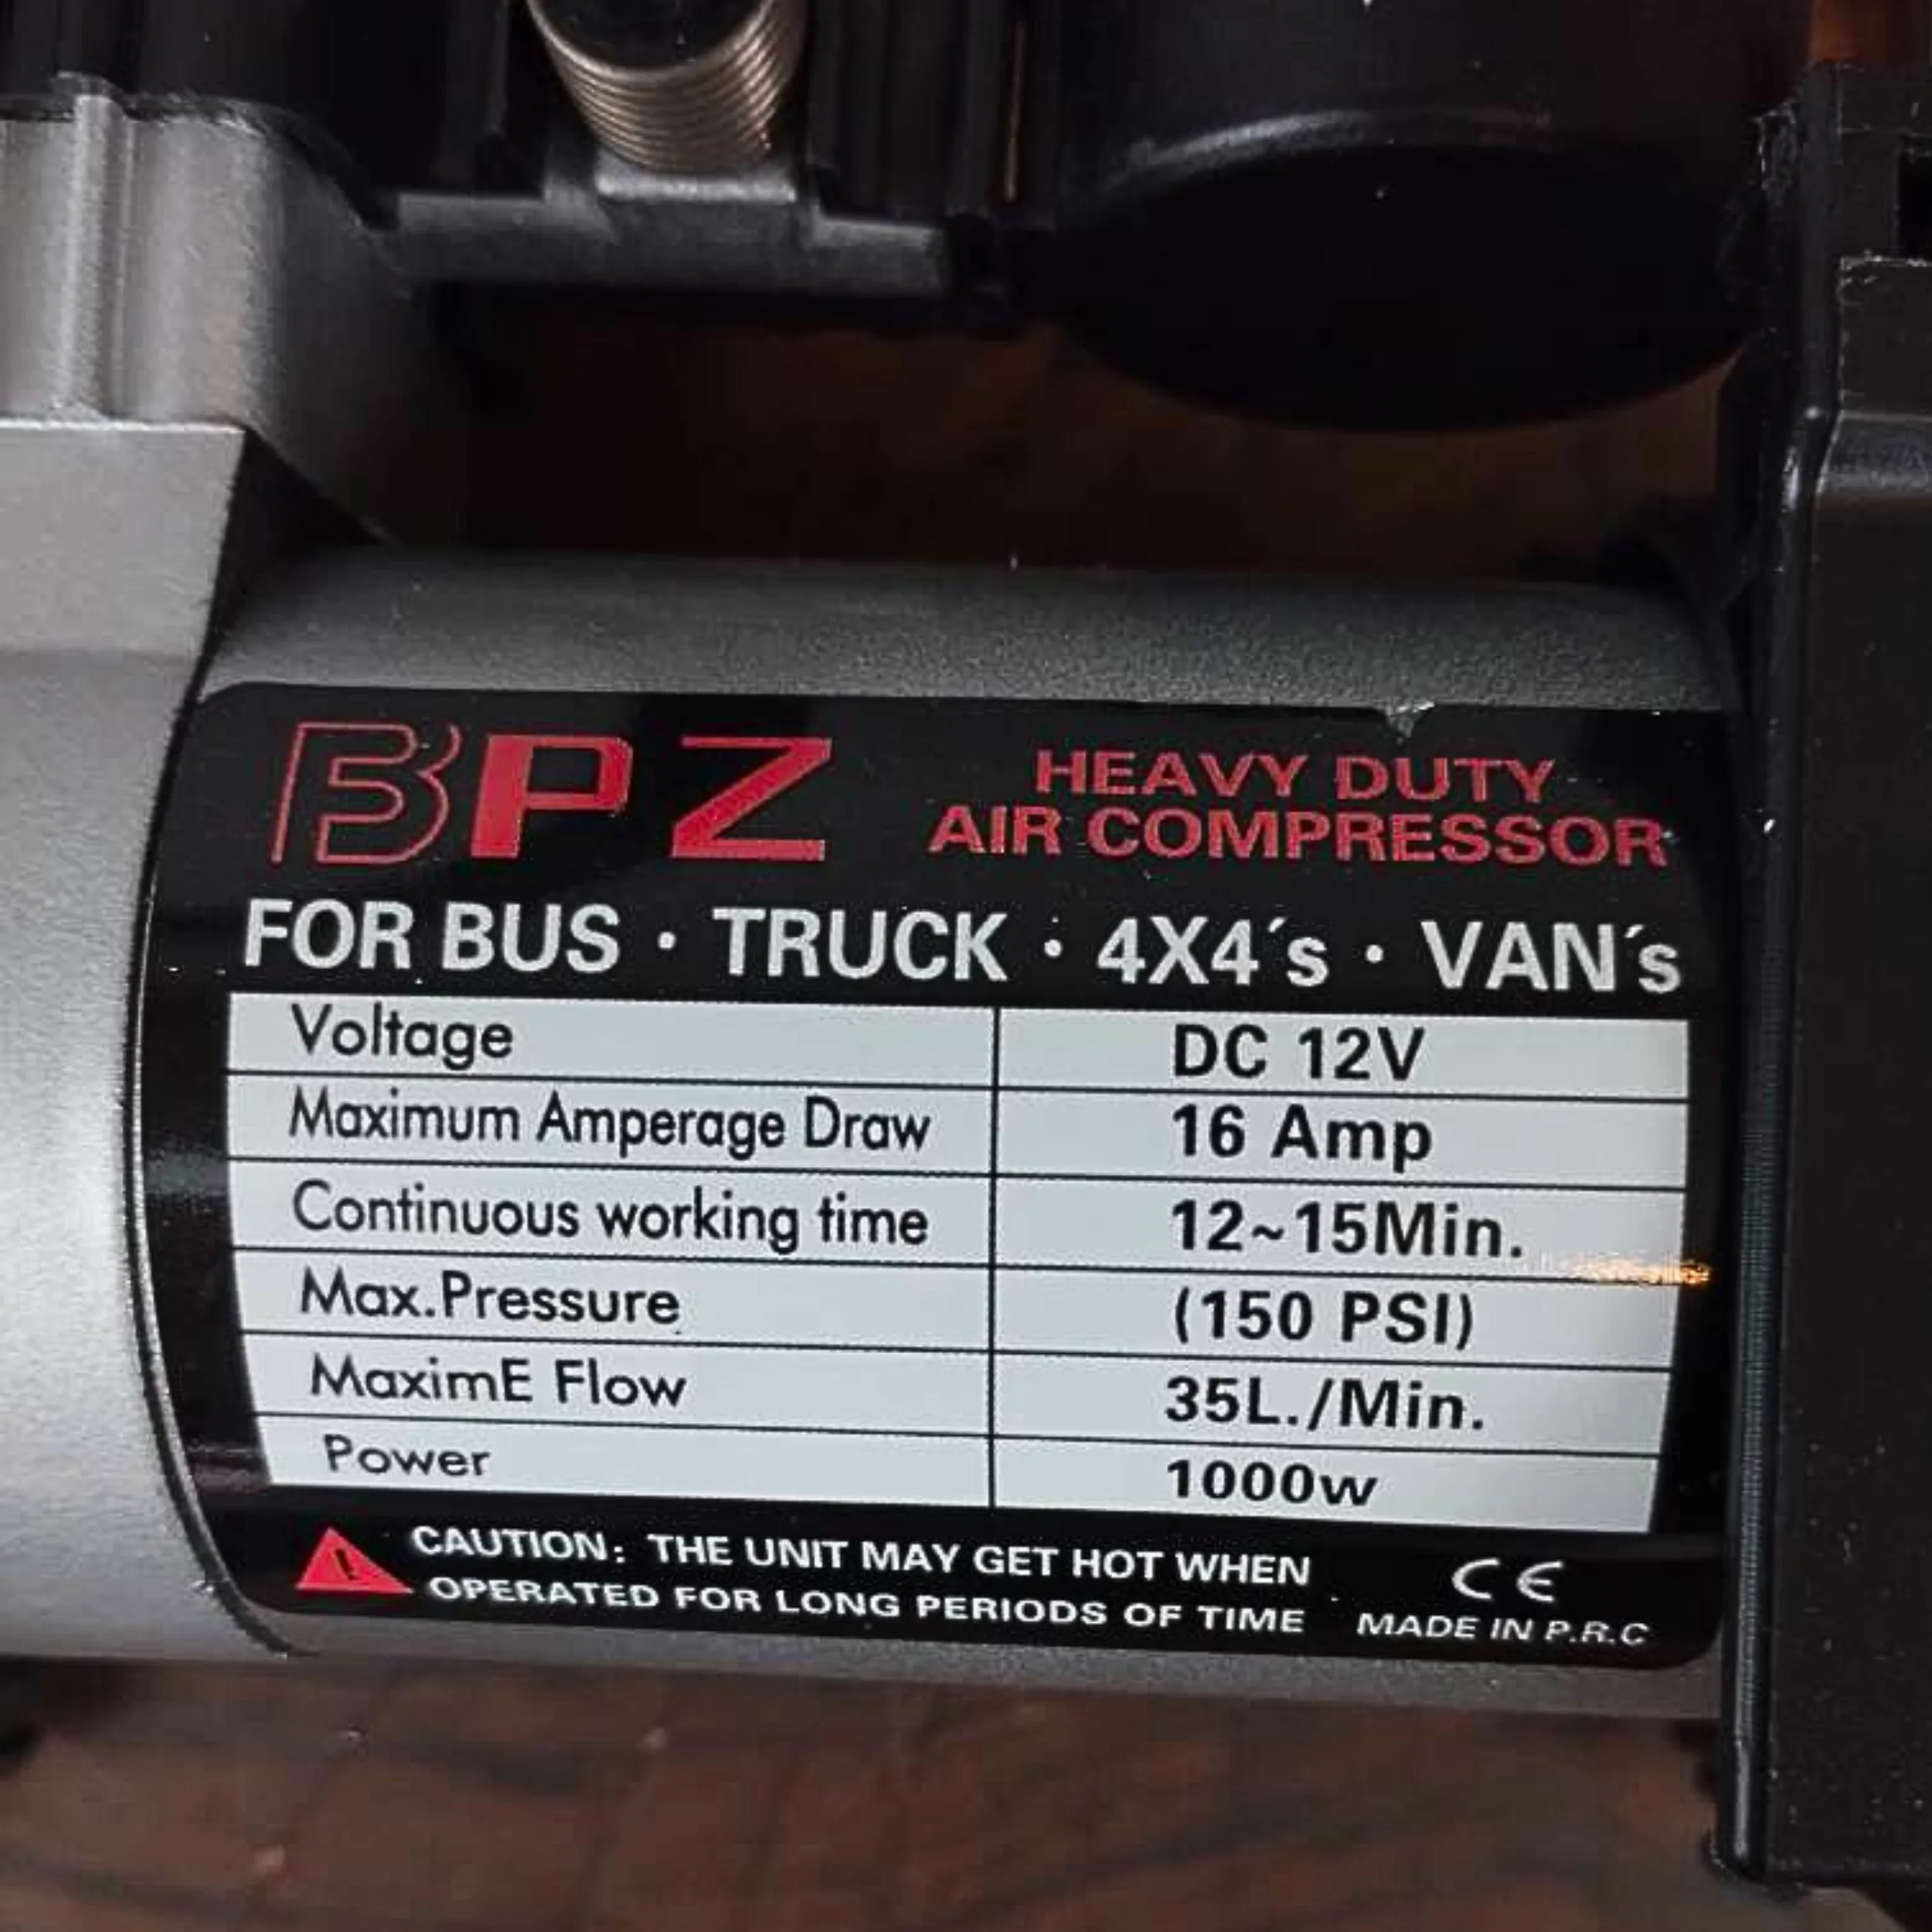 BPZ HEAVY DUTY
AIR COMPRESSOR
FOR BUS · TRUCK · 4X4´s · VAN´s
Voltage DC 12V
Maximum Amperage Draw 16 Amp
Continuous working time 12~15Min.
Max.Pressure (150 PSI)
MaximE Flow 35L./Min.
Power 1000w
CAUTION: THE UNIT MAY GET HOT WHEN
OPERATED FOR LONG PERIODS OF TIME
CE
MADE IN P.R.C